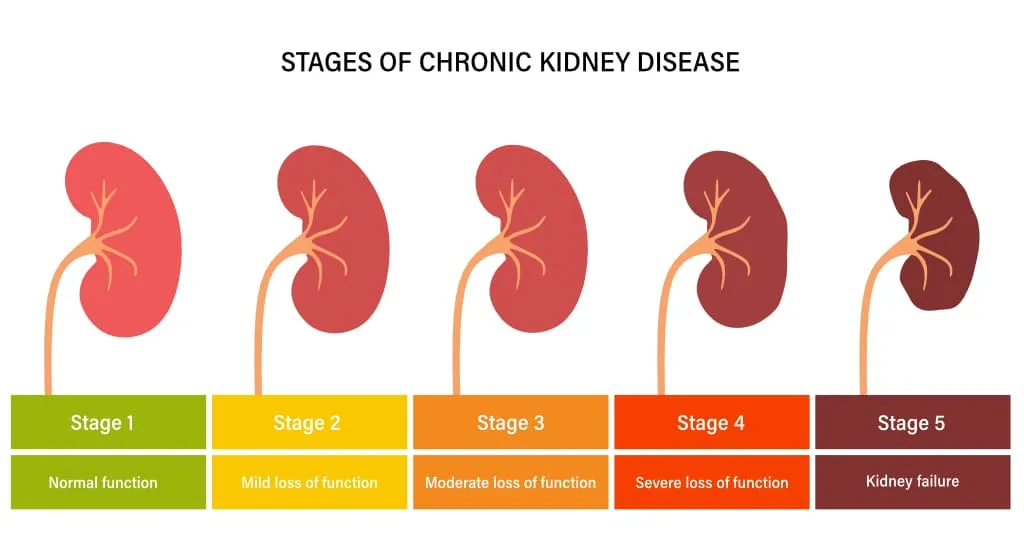 STAGES OF CHRONIC KIDNEY DISEASE
Stage 1
Stage 2
Stage 3
Stage 4
Stage 5
Normal function
Mild loss of function
Moderate loss of function
Severe loss of function
Kidney failure